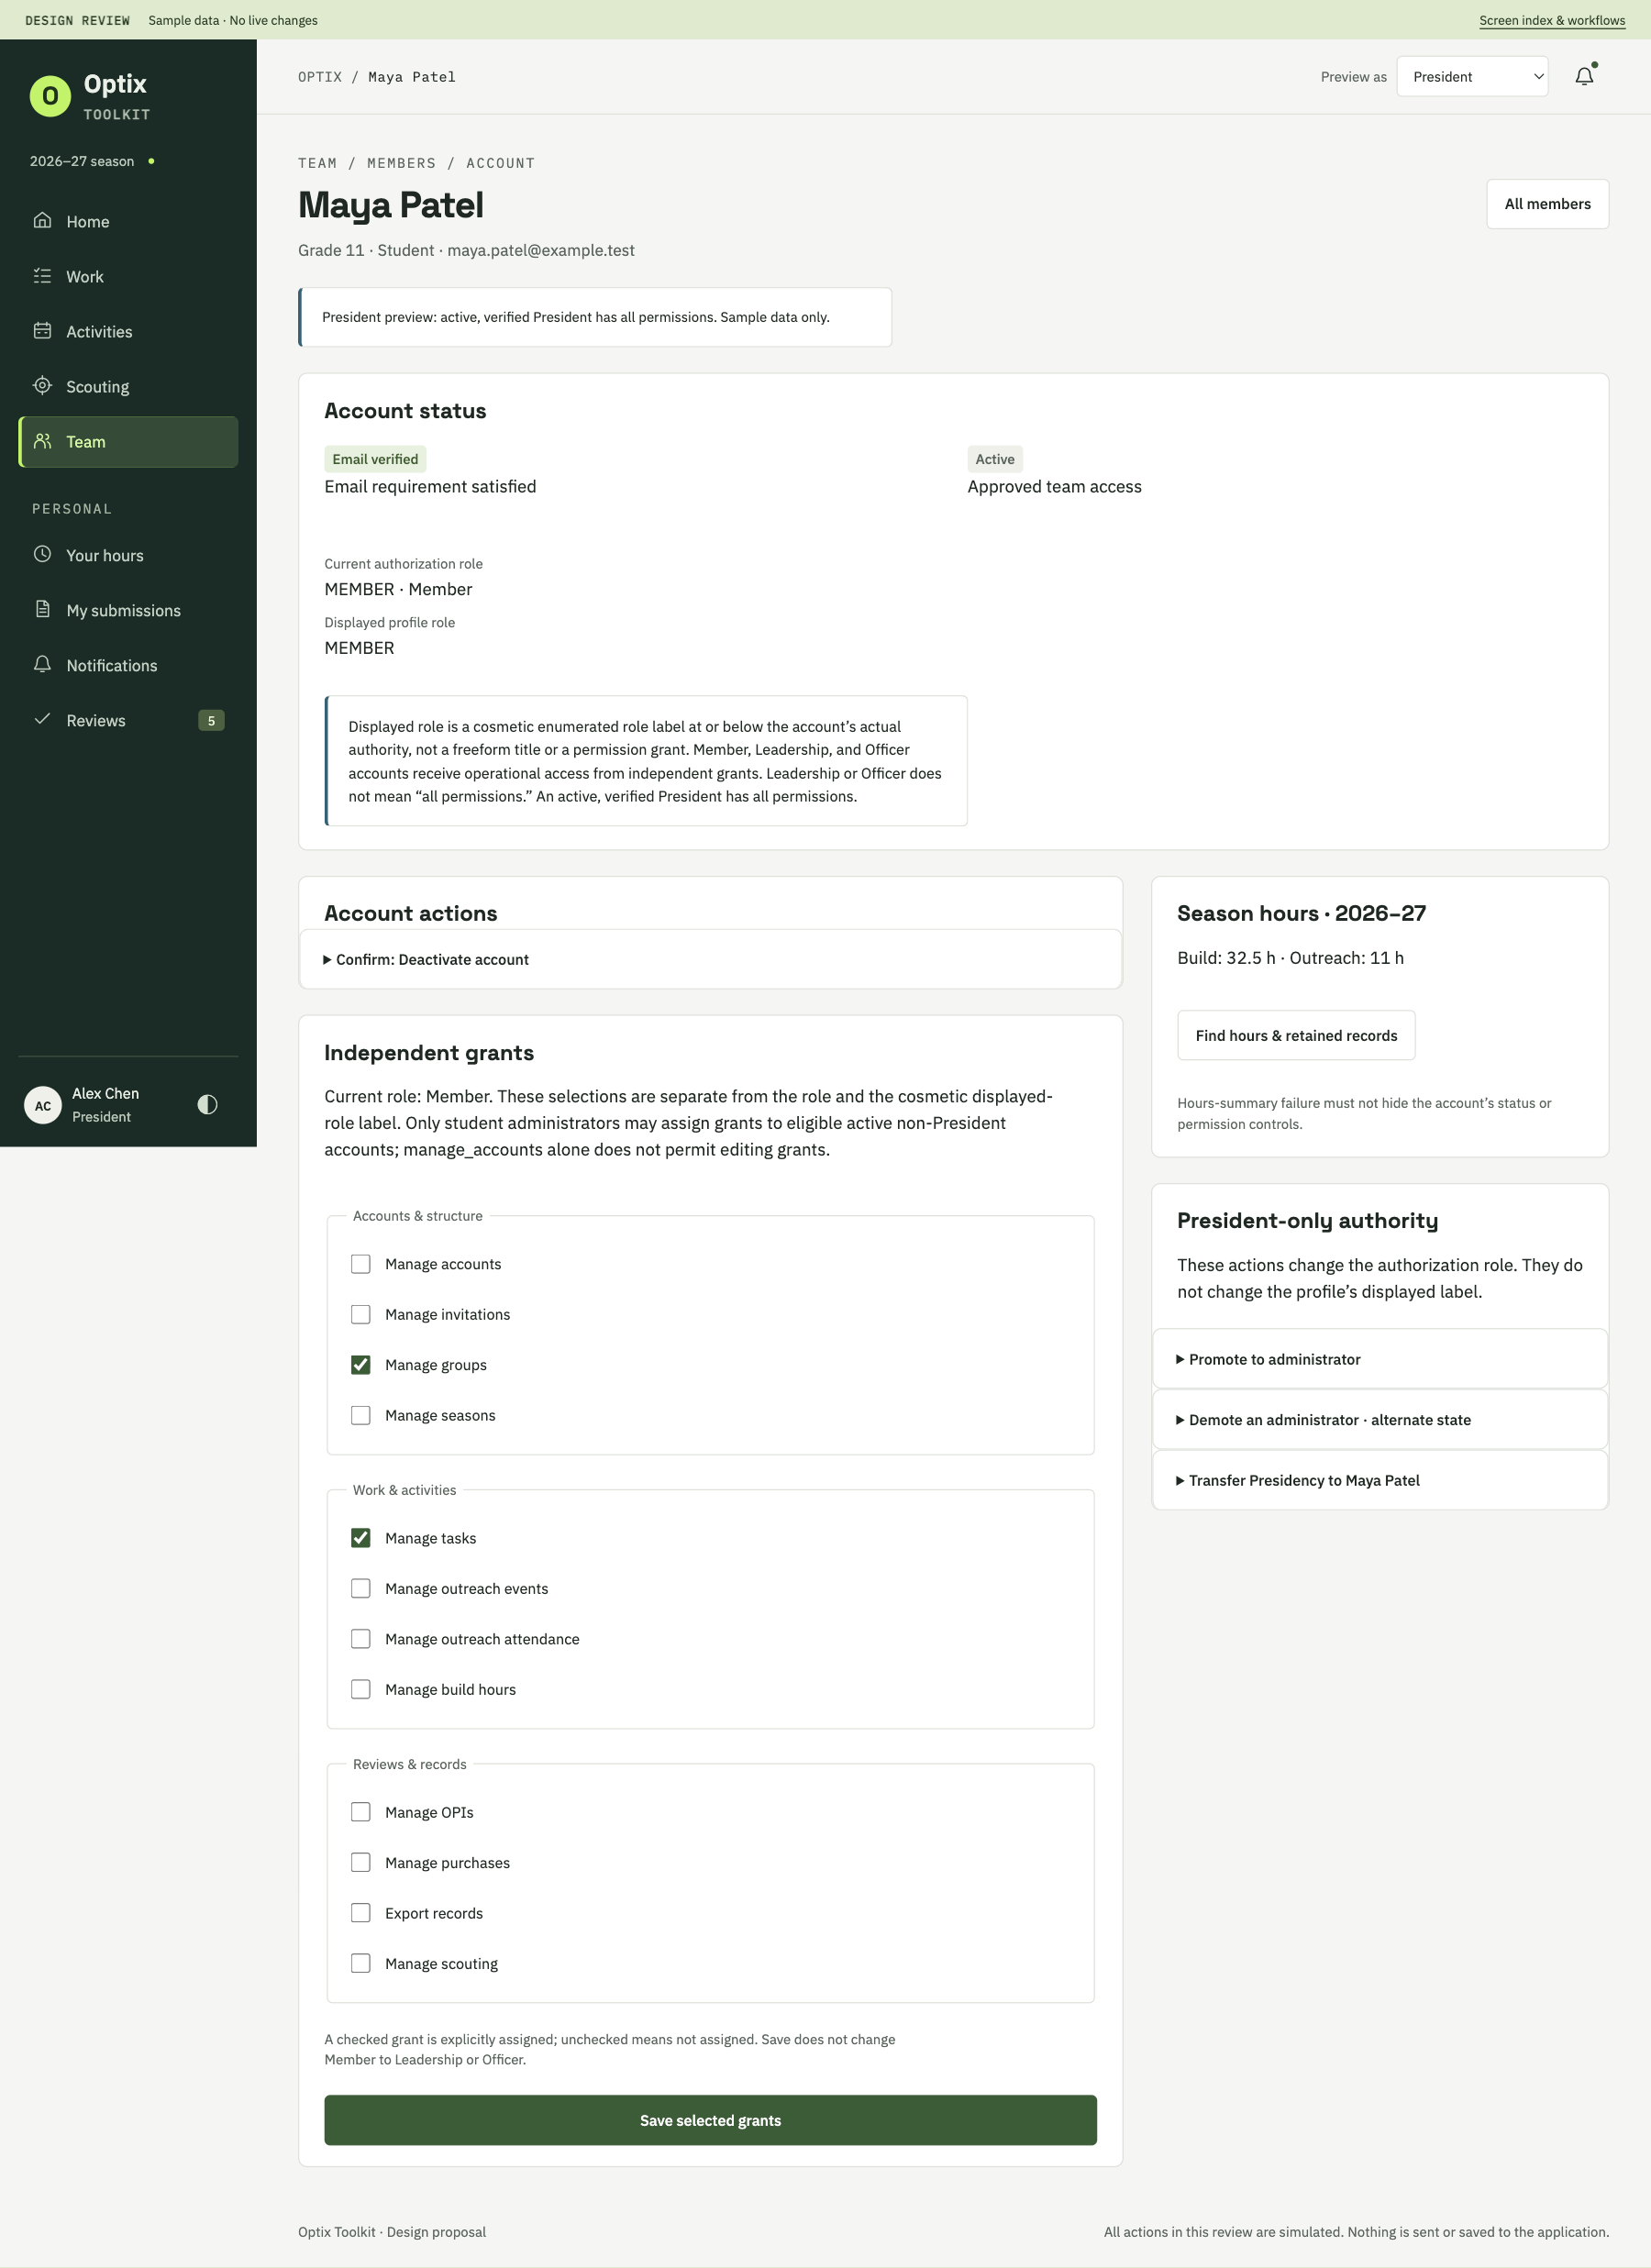 DESIGN REVIEW Sample data · No live changes
Screen index & workflows
O
Optix
TOOLKIT
2026–27 season
Home
Work
Activities
Scouting
Team
PERSONAL
Your hours
My submissions
Notifications
Reviews 5
AC
Alex Chen
President
OPTIX / Maya Patel
Preview as President
TEAM / MEMBERS / ACCOUNT
Maya Patel
Grade 11 · Student · maya.patel@example.test
All members
President preview: active, verified President has all permissions. Sample data only.
Account status
Email verified
Email requirement satisfied
Active
Approved team access
Current authorization role
MEMBER · Member
Displayed profile role
MEMBER
Displayed role is a cosmetic enumerated role label at or below the account’s actual
authority, not a freeform title or a permission grant. Member, Leadership, and Officer
accounts receive operational access from independent grants. Leadership or Officer does
not mean “all permissions.” An active, verified President has all permissions.
Account actions
Confirm: Deactivate account
Independent grants
Current role: Member. These selections are separate from the role and the cosmetic displayed-
role label. Only student administrators may assign grants to eligible active non-President
accounts; manage_accounts alone does not permit editing grants.
Accounts & structure
Manage accounts
Manage invitations
Manage groups
Manage seasons
Work & activities
Manage tasks
Manage outreach events
Manage outreach attendance
Manage build hours
Reviews & records
Manage OPIs
Manage purchases
Export records
Manage scouting
A checked grant is explicitly assigned; unchecked means not assigned. Save does not change
Member to Leadership or Officer.
Save selected grants
Season hours · 2026–27
Build: 32.5 h · Outreach: 11 h
Find hours & retained records
Hours-summary failure must not hide the account’s status or
permission controls.
President-only authority
These actions change the authorization role. They do
not change the profile’s displayed label.
Promote to administrator
Demote an administrator · alternate state
Transfer Presidency to Maya Patel
Optix Toolkit · Design proposal
All actions in this review are simulated. Nothing is sent or saved to the application.